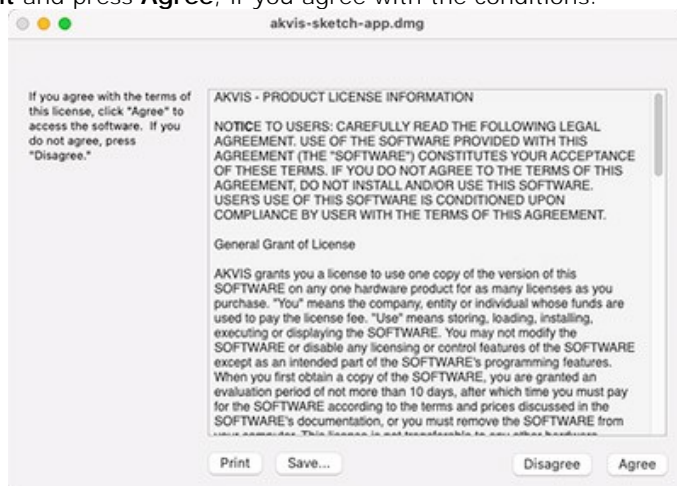 t and press Agree, if you agree with the conditions.
akvis-sketch-app.dmg
If you agree with the terms of
this license, click "Agree" to
access the software. If you
do not agree, press
"Disagree."
AKVIS - PRODUCT LICENSE INFORMATION
NOTICE TO USERS: CAREFULLY READ THE FOLLOWING LEGAL
AGREEMENT. USE OF THE SOFTWARE PROVIDED WITH THIS
AGREEMENT (THE "SOFTWARE") CONSTITUTES YOUR ACCEPTANCE
OF THESE TERMS. IF YOU DO NOT AGREE TO THE TERMS OF THIS
AGREEMENT, DO NOT INSTALL AND/OR USE THIS SOFTWARE.
USER'S USE OF THIS SOFTWARE IS CONDITIONED UPON
COMPLIANCE BY USER WITH THE TERMS OF THIS AGREEMENT.
General Grant of License
AKVIS grants you a license to use one copy of the version of this
SOFTWARE on any one hardware product for as many licenses as you
purchase. "You" means the company, entity or individual whose funds are
used to pay the license fee. "Use" means storing, loading, installing,
executing or displaying the SOFTWARE. You may not modify the
SOFTWARE or disable any licensing or control features of the SOFTWARE
except as an intended part of the SOFTWARE's programming features.
When you first obtain a copy of the SOFTWARE, you are granted an
evaluation period of not more than 10 days, after which time you must pay
for the SOFTWARE according to the terms and prices discussed in the
SOFTWARE's documentation, or you must remove the SOFTWARE from
your computer. This license is not transferable to any other hardware
Print Save... Disagree Agree